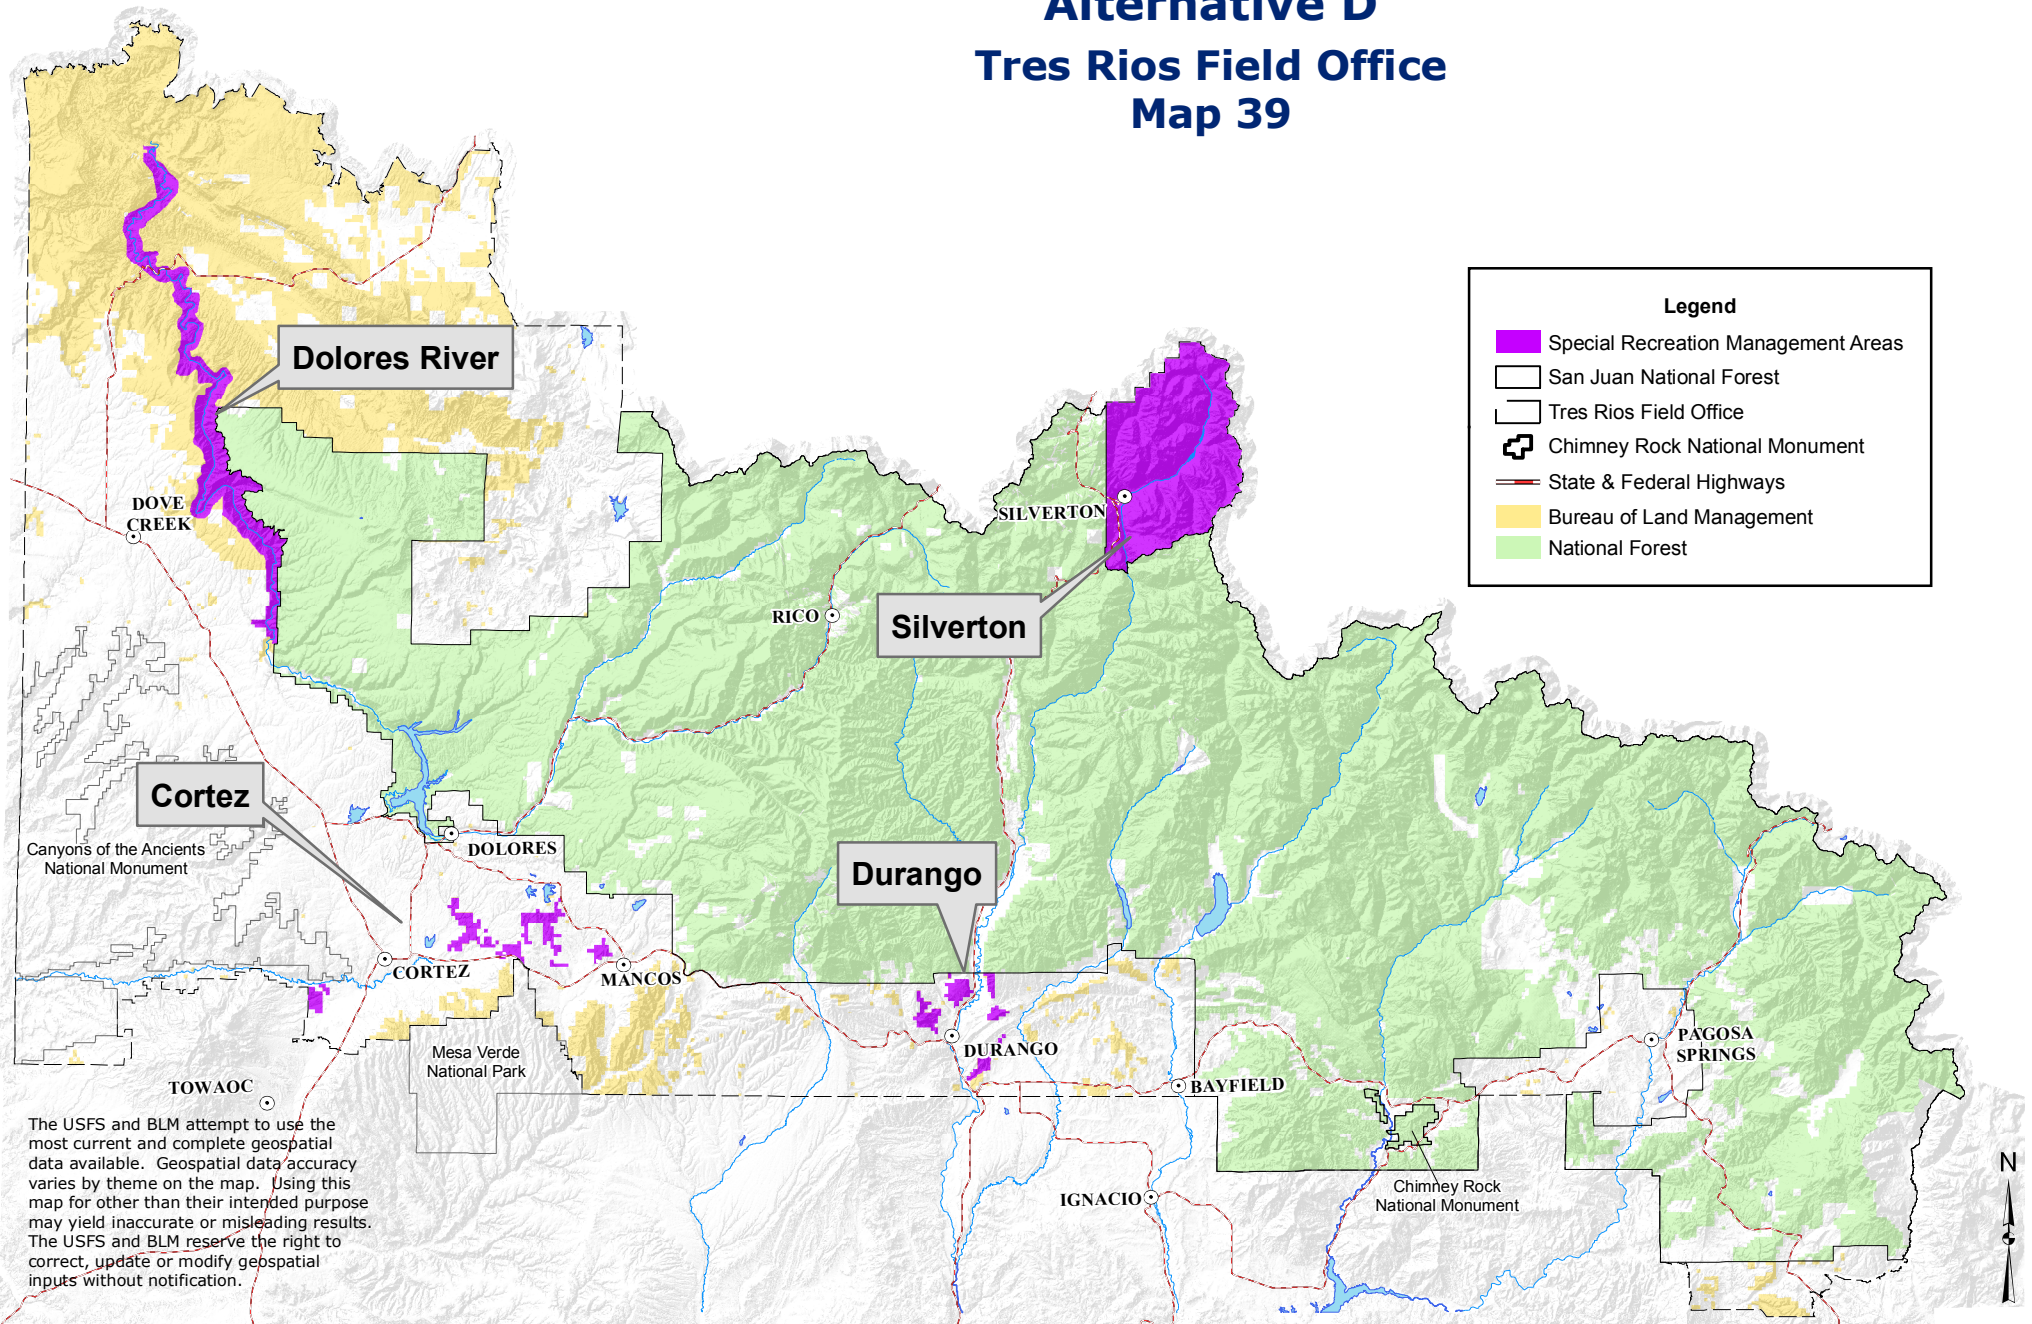 Alternative D
Tres Rios Field Office
Map 39
Legend
Special Recreation Management Areas
San Juan National Forest
Tres Rios Field Office
Chimney Rock National Monument
State & Federal Highways
Bureau of Land Management
National Forest
Dolores River
DOVE
CREEK
SILVERTON
RICO
Silverton
Cortez
Canyons of the Ancients
National Monument
DOLORES
Durango
CORTEZ
MANCOS
DURANGO
Mesa Verde
National Park
PAGOSA
SPRINGS
TOWAOC
BAYFIELD
IGNACIO
Chimney Rock
National Monument
N
The USFS and BLM attempt to use the
most current and complete geospatial
data available.  Geospatial data accuracy
varies by theme on the map.  Using this
map for other than their intended purpose
may yield inaccurate or misleading results.
The USFS and BLM reserve the right to
correct, update or modify geospatial
inputs without notification.